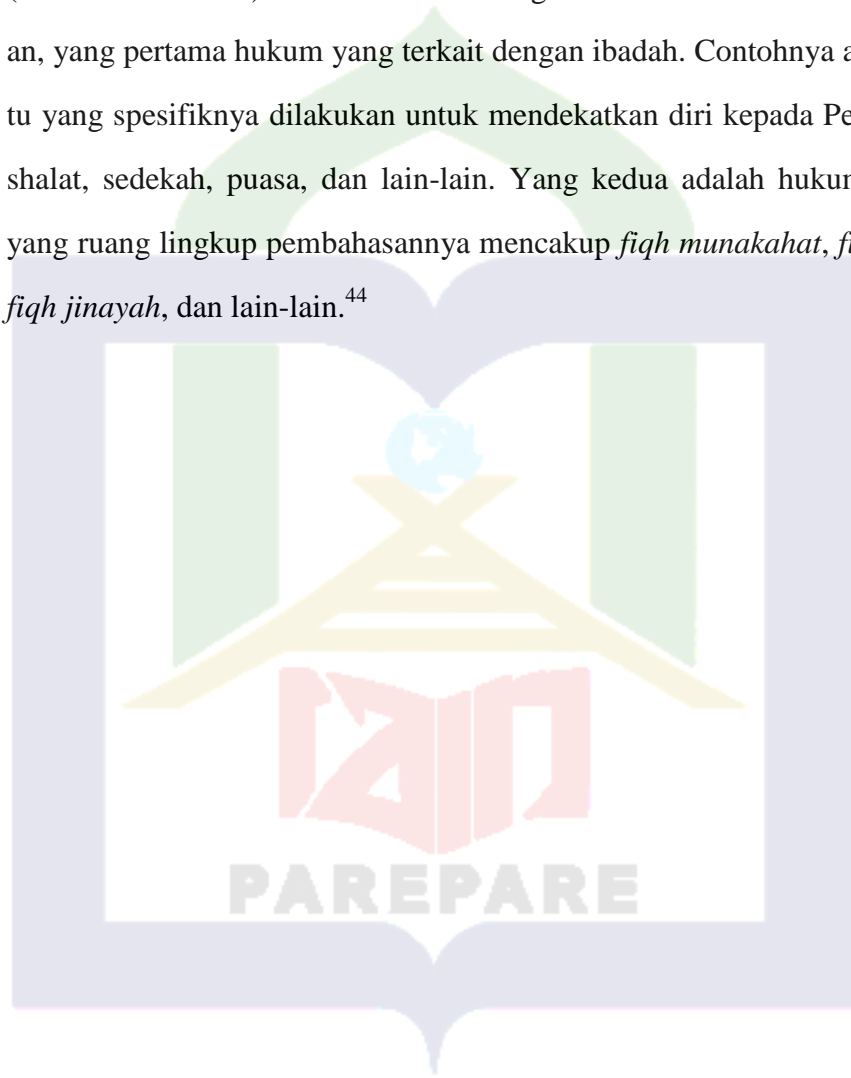 an, yang pertama hukum yang terkait dengan ibadah. Contohnya a
tu yang spesifiknya dilakukan untuk mendekatkan diri kepada Pe
shalat, sedekah, puasa, dan lain-lain. Yang kedua adalah hukum
yang ruang lingkup pembahasannya mencakup fiqh munakahat, fi
fiqh jinayah, dan lain-lain.44
iain
PAREPARE